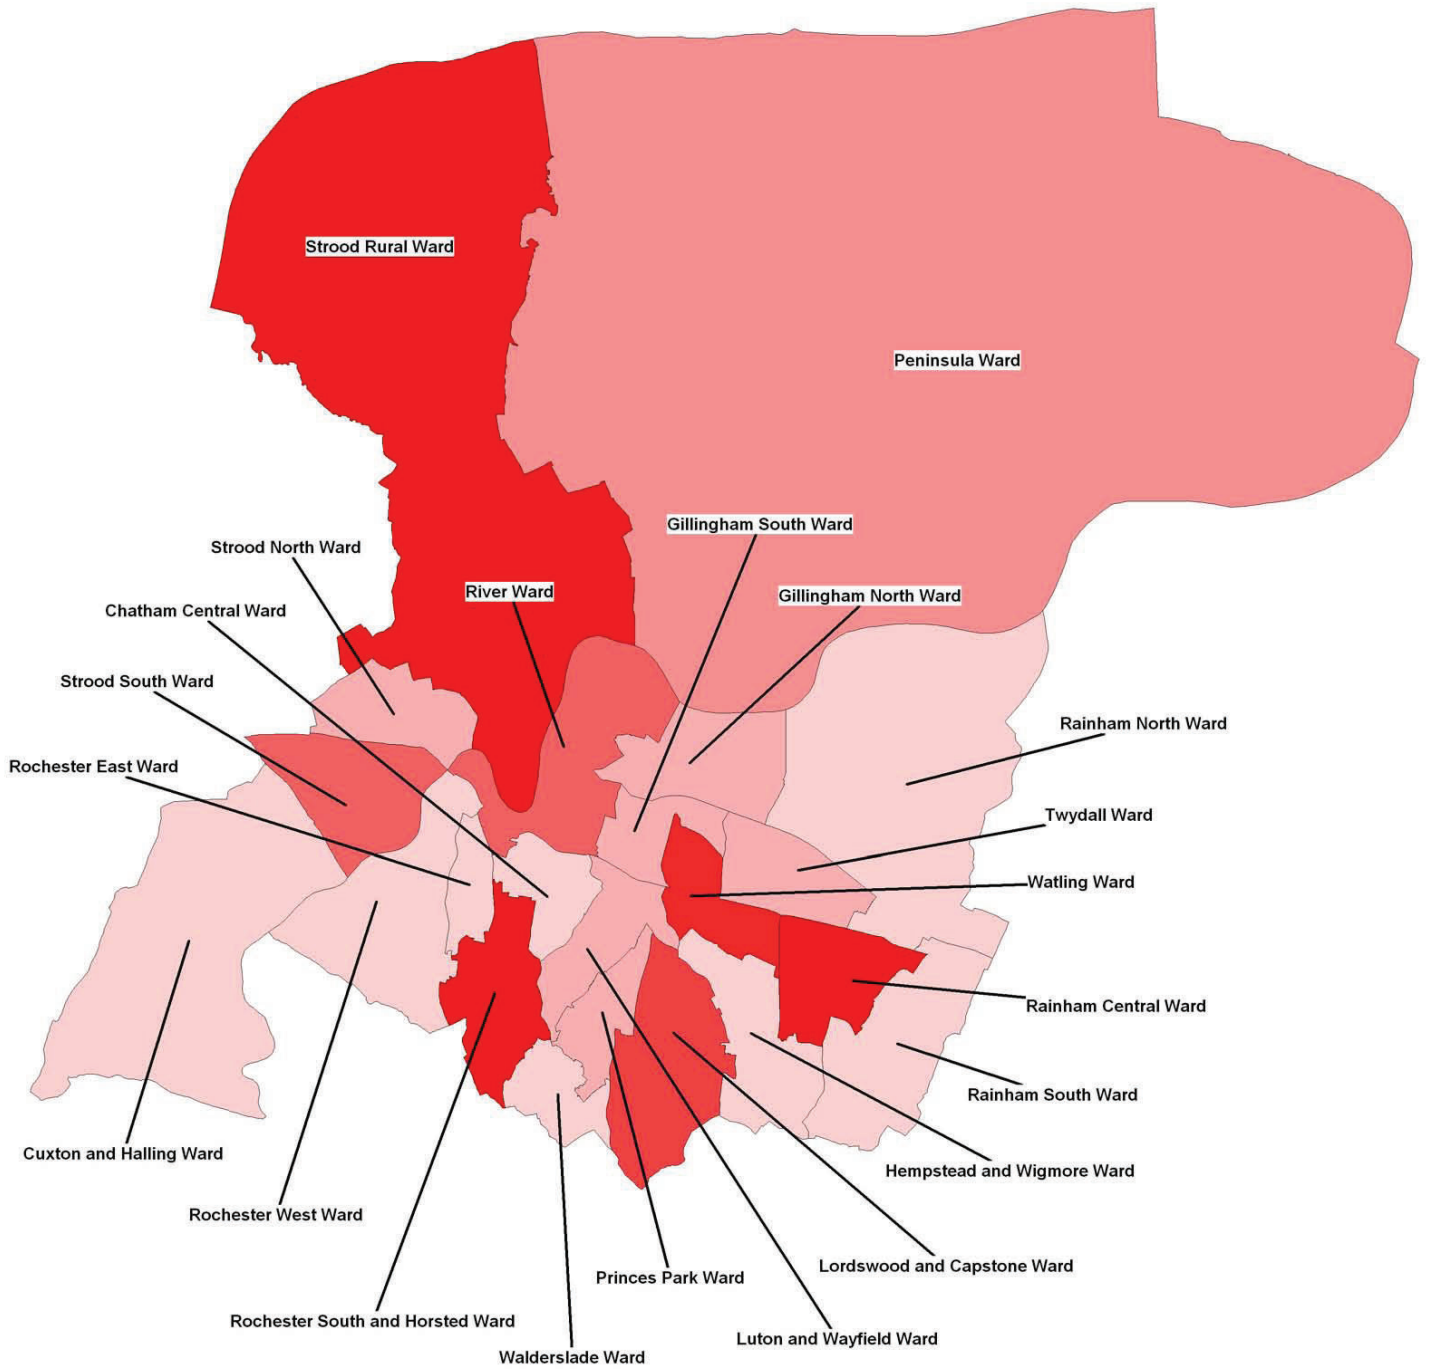 Strood Rural Ward
Peninsula Ward
Gillingham South Ward
Strood North Ward
River Ward
Gillingham North Ward
Chatham Central Ward
Strood South Ward
Rainham North Ward
Rochester East Ward
Twydall Ward
Watling Ward
Rainham Central Ward
Rainham South Ward
Cuxton and Halling Ward
Hempstead and Wigmore Ward
Rochester West Ward
Lordswood and Capstone Ward
Princes Park Ward
Rochester South and Horsted Ward
Luton and Wayfield Ward
Walderslade Ward